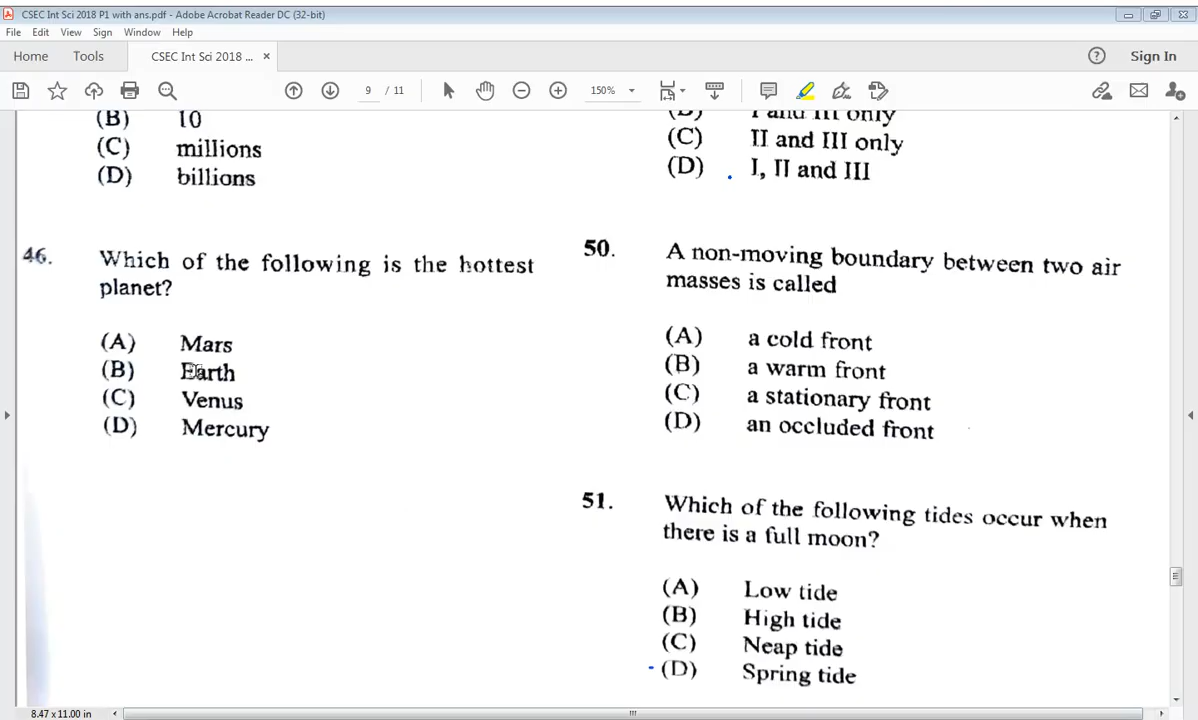 CSEC Int Sci 2018 P1 with ans.pdf - Adobe Acrobat Reader DC (32-bit)
File Edit View Sign Window Help
Home Tools CSEC Int Sci 2018 ... × Sign In
9 / 11 150%
(B) 10
(C) millions
(D) billions
46. Which of the following is the hottest
planet?
(A) Mars
(B) Earth
(C) Venus
(D) Mercury
I and III only
(C) II and III only
(D) I, II and III
50. A non-moving boundary between two air
masses is called
(A) a cold front
(B) a warm front
(C) a stationary front
(D) an occluded front
51. Which of the following tides occur when
there is a full moon?
(A) Low tide
(B) High tide
(C) Neap tide
(D) Spring tide
8.47 x 11.00 in